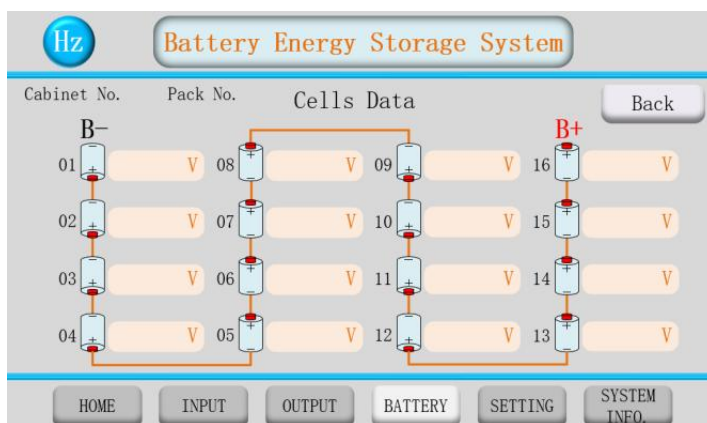 Hz
Battery Energy Storage System
Cabinet No.
Pack No.
Cells Data
Back
B-
B+
01 V 08 V 09 V 16 V
02 V 07 V 10 V 15 V
03 V 06 V 11 V 14 V
04 V 05 V 12 V 13 V
HOME
INPUT
OUTPUT
BATTERY
SETTING
SYSTEM
INFO.